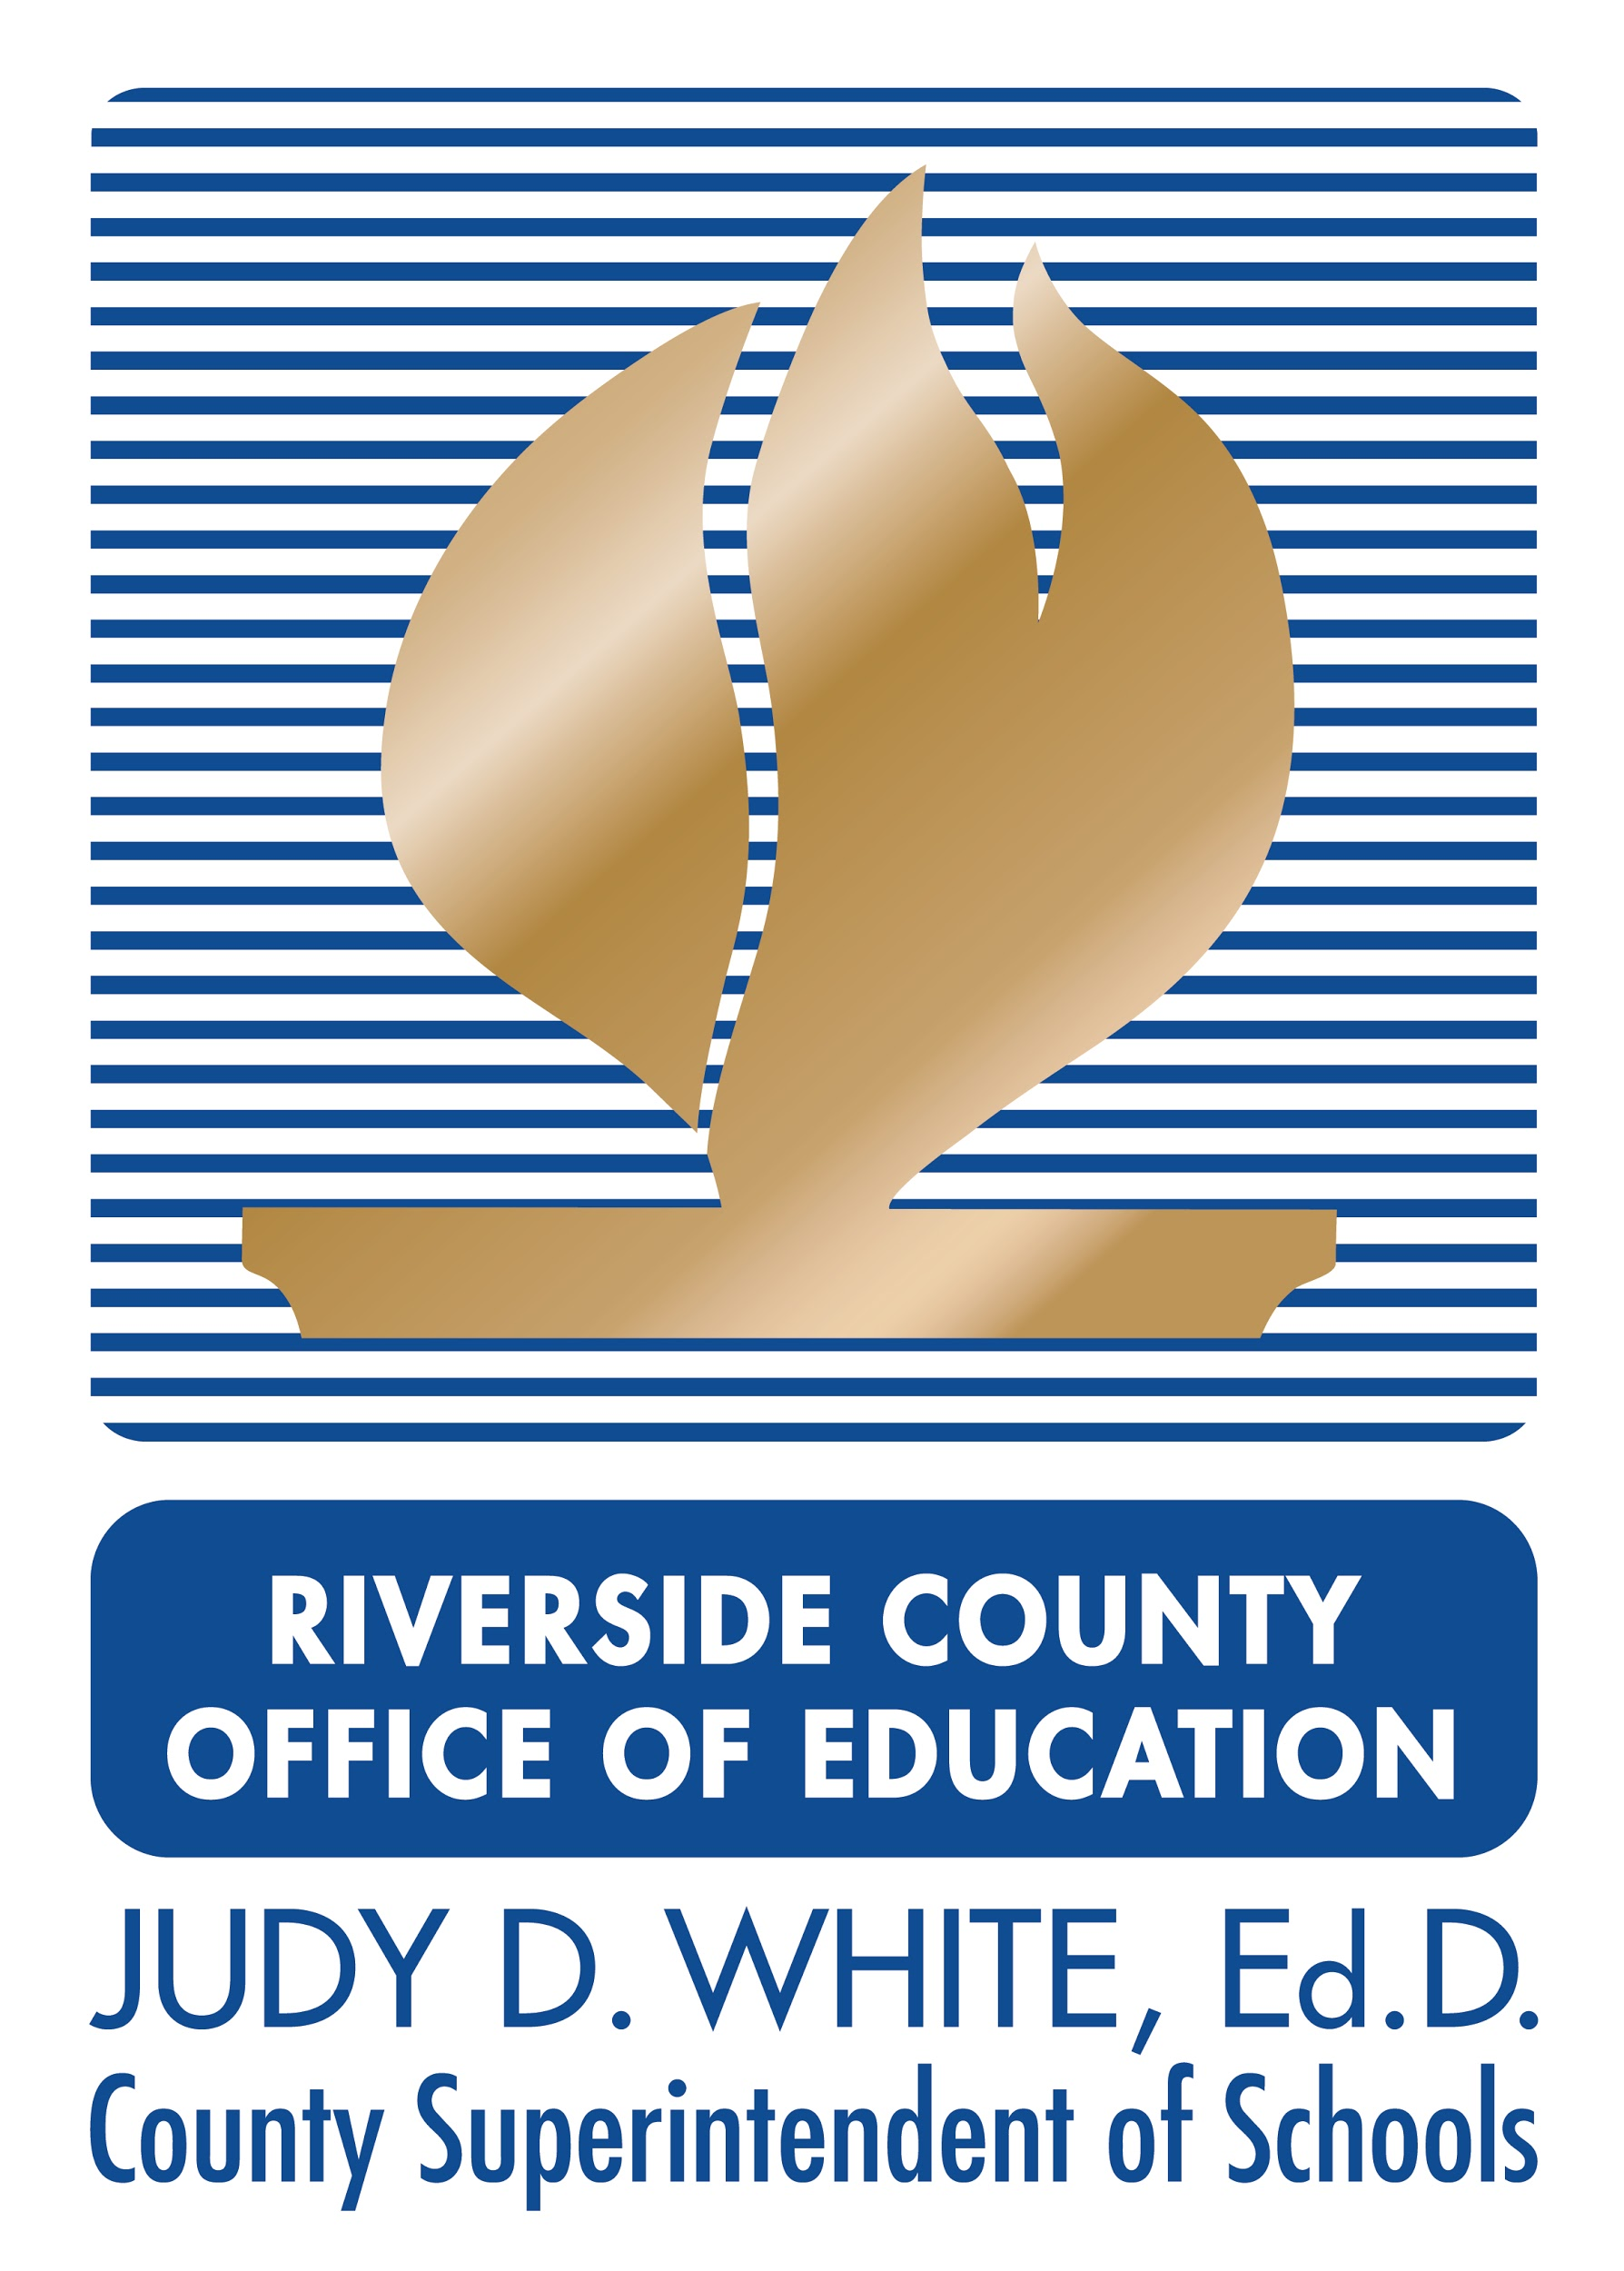 RIVERSIDE COUNTY
OFFICE OF EDUCATION
JUDY D. WHITE, Ed.D.
County Superintendent of Schools